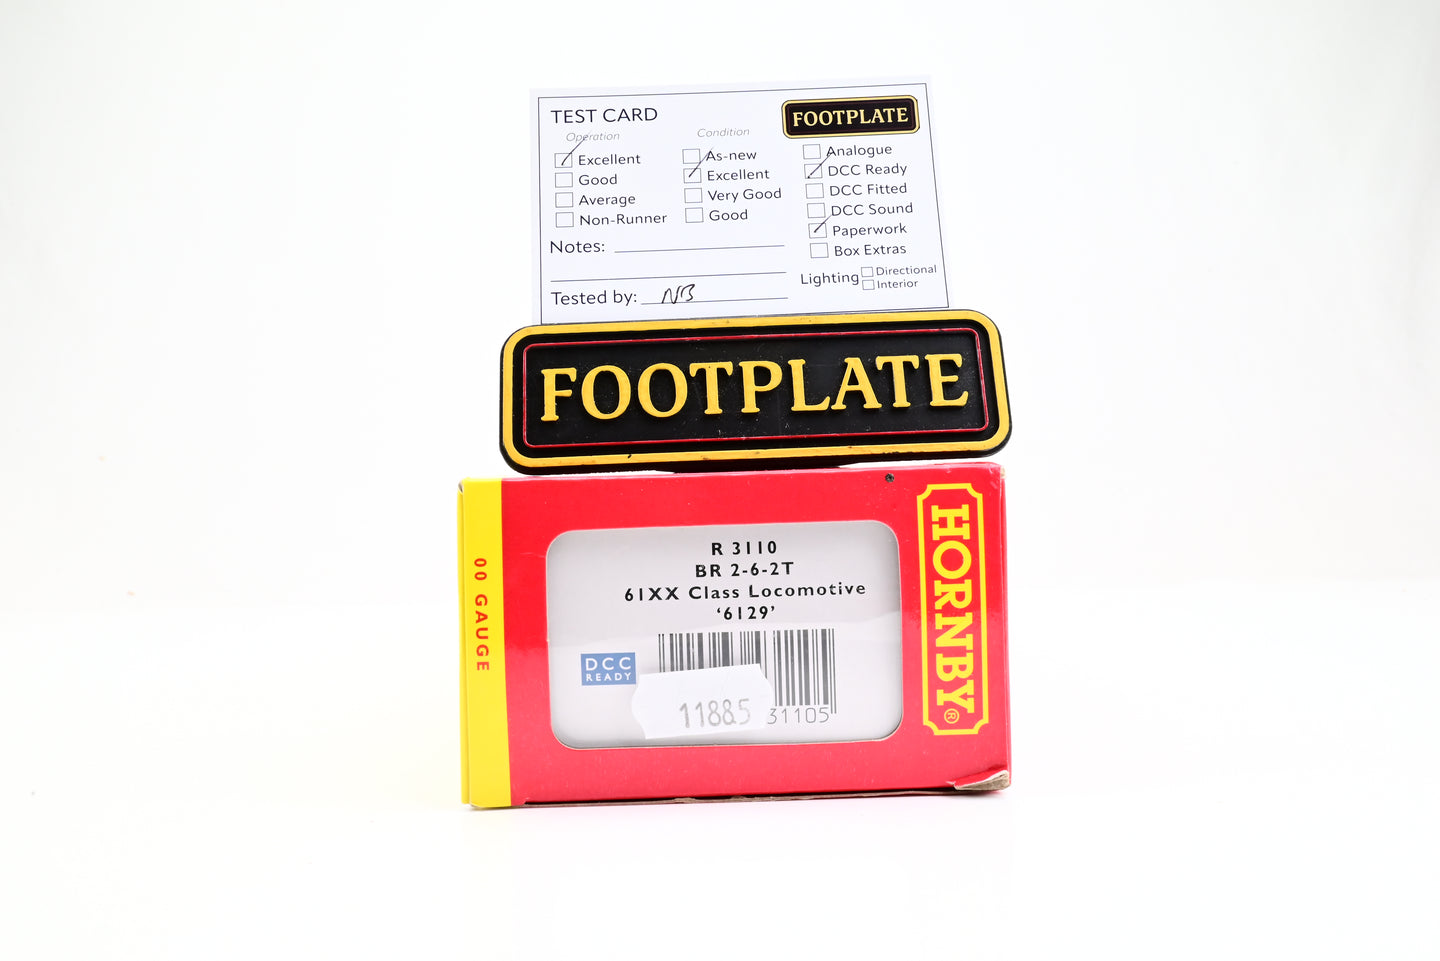 TEST CARD
FOOTPLATE
Operation
Excellent
Good
Average
Non-Runner
Condition
As-new
Excellent
Very Good
Good
Analogue
DCC Ready
DCC Fitted
DCC Sound
Paperwork
Box Extras
Notes:
Lighting
Directional
Interior
Tested by: NB
FOOTPLATE
00 GAUGE
R 3110
BR 2-6-2T
61XX Class Locomotive
‘6129’
DCC
READY
11885
31105
HORNBY®